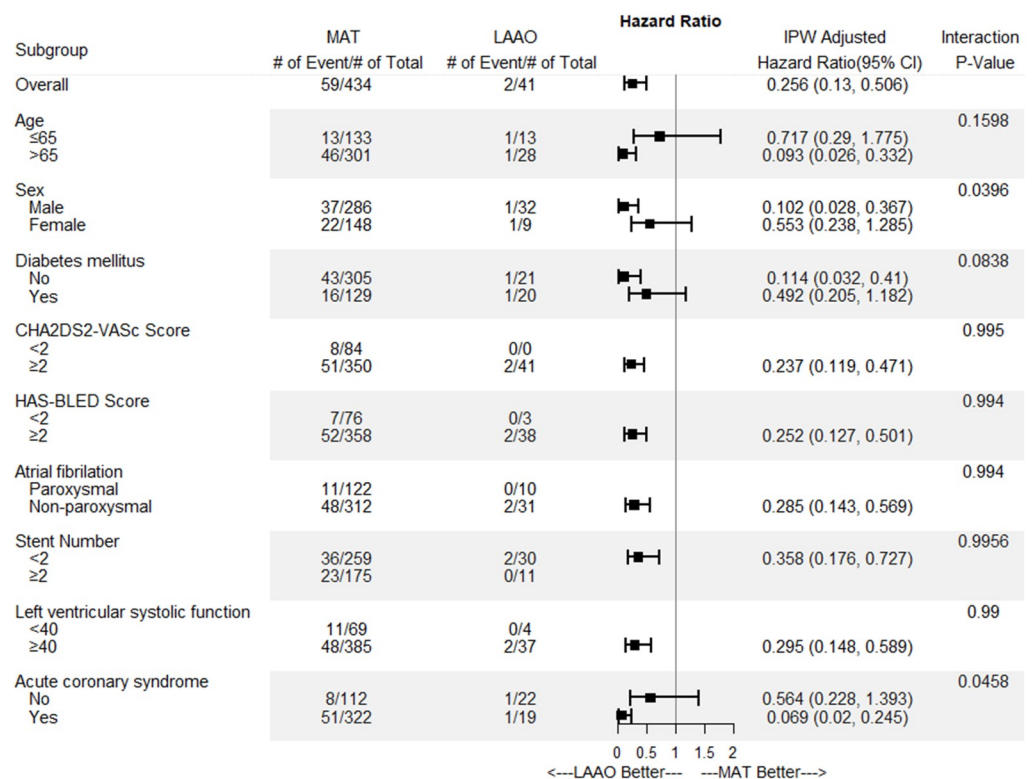 Hazard Ratio
Subgroup MAT LAAO IPW Adjusted Interaction
# of Event/# of Total # of Event/# of Total Hazard Ratio(95% CI) P-Value
Overall 59/434 2/41 0.256 (0.13, 0.506)
Age 0.1598
≤65 13/133 1/13 0.717 (0.29, 1.775)
>65 46/301 1/28 0.093 (0.026, 0.332)
Sex 0.0396
Male 37/286 1/32 0.102 (0.028, 0.367)
Female 22/148 1/9 0.553 (0.238, 1.285)
Diabetes mellitus 0.0838
No 43/305 1/21 0.114 (0.032, 0.41)
Yes 16/129 1/20 0.492 (0.205, 1.182)
CHA2DS2-VASc Score 0.995
<2 8/84 0/0
≥2 51/350 2/41 0.237 (0.119, 0.471)
HAS-BLED Score 0.994
<2 7/76 0/3
≥2 52/358 2/38 0.252 (0.127, 0.501)
Atrial fibrilation 0.994
Paroxysmal 11/122 0/10
Non-paroxysmal 48/312 2/31 0.285 (0.143, 0.569)
Stent Number 0.9956
<2 36/259 2/30 0.358 (0.176, 0.727)
≥2 23/175 0/11
Left ventricular systolic function 0.99
<40 11/69 0/4
≥40 48/385 2/37 0.295 (0.148, 0.589)
Acute coronary syndrome 0.0458
No 8/112 1/22 0.564 (0.228, 1.393)
Yes 51/322 1/19 0.069 (0.02, 0.245)
0 0.5 1 1.5 2
<---LAAO Better--- ---MAT Better--->